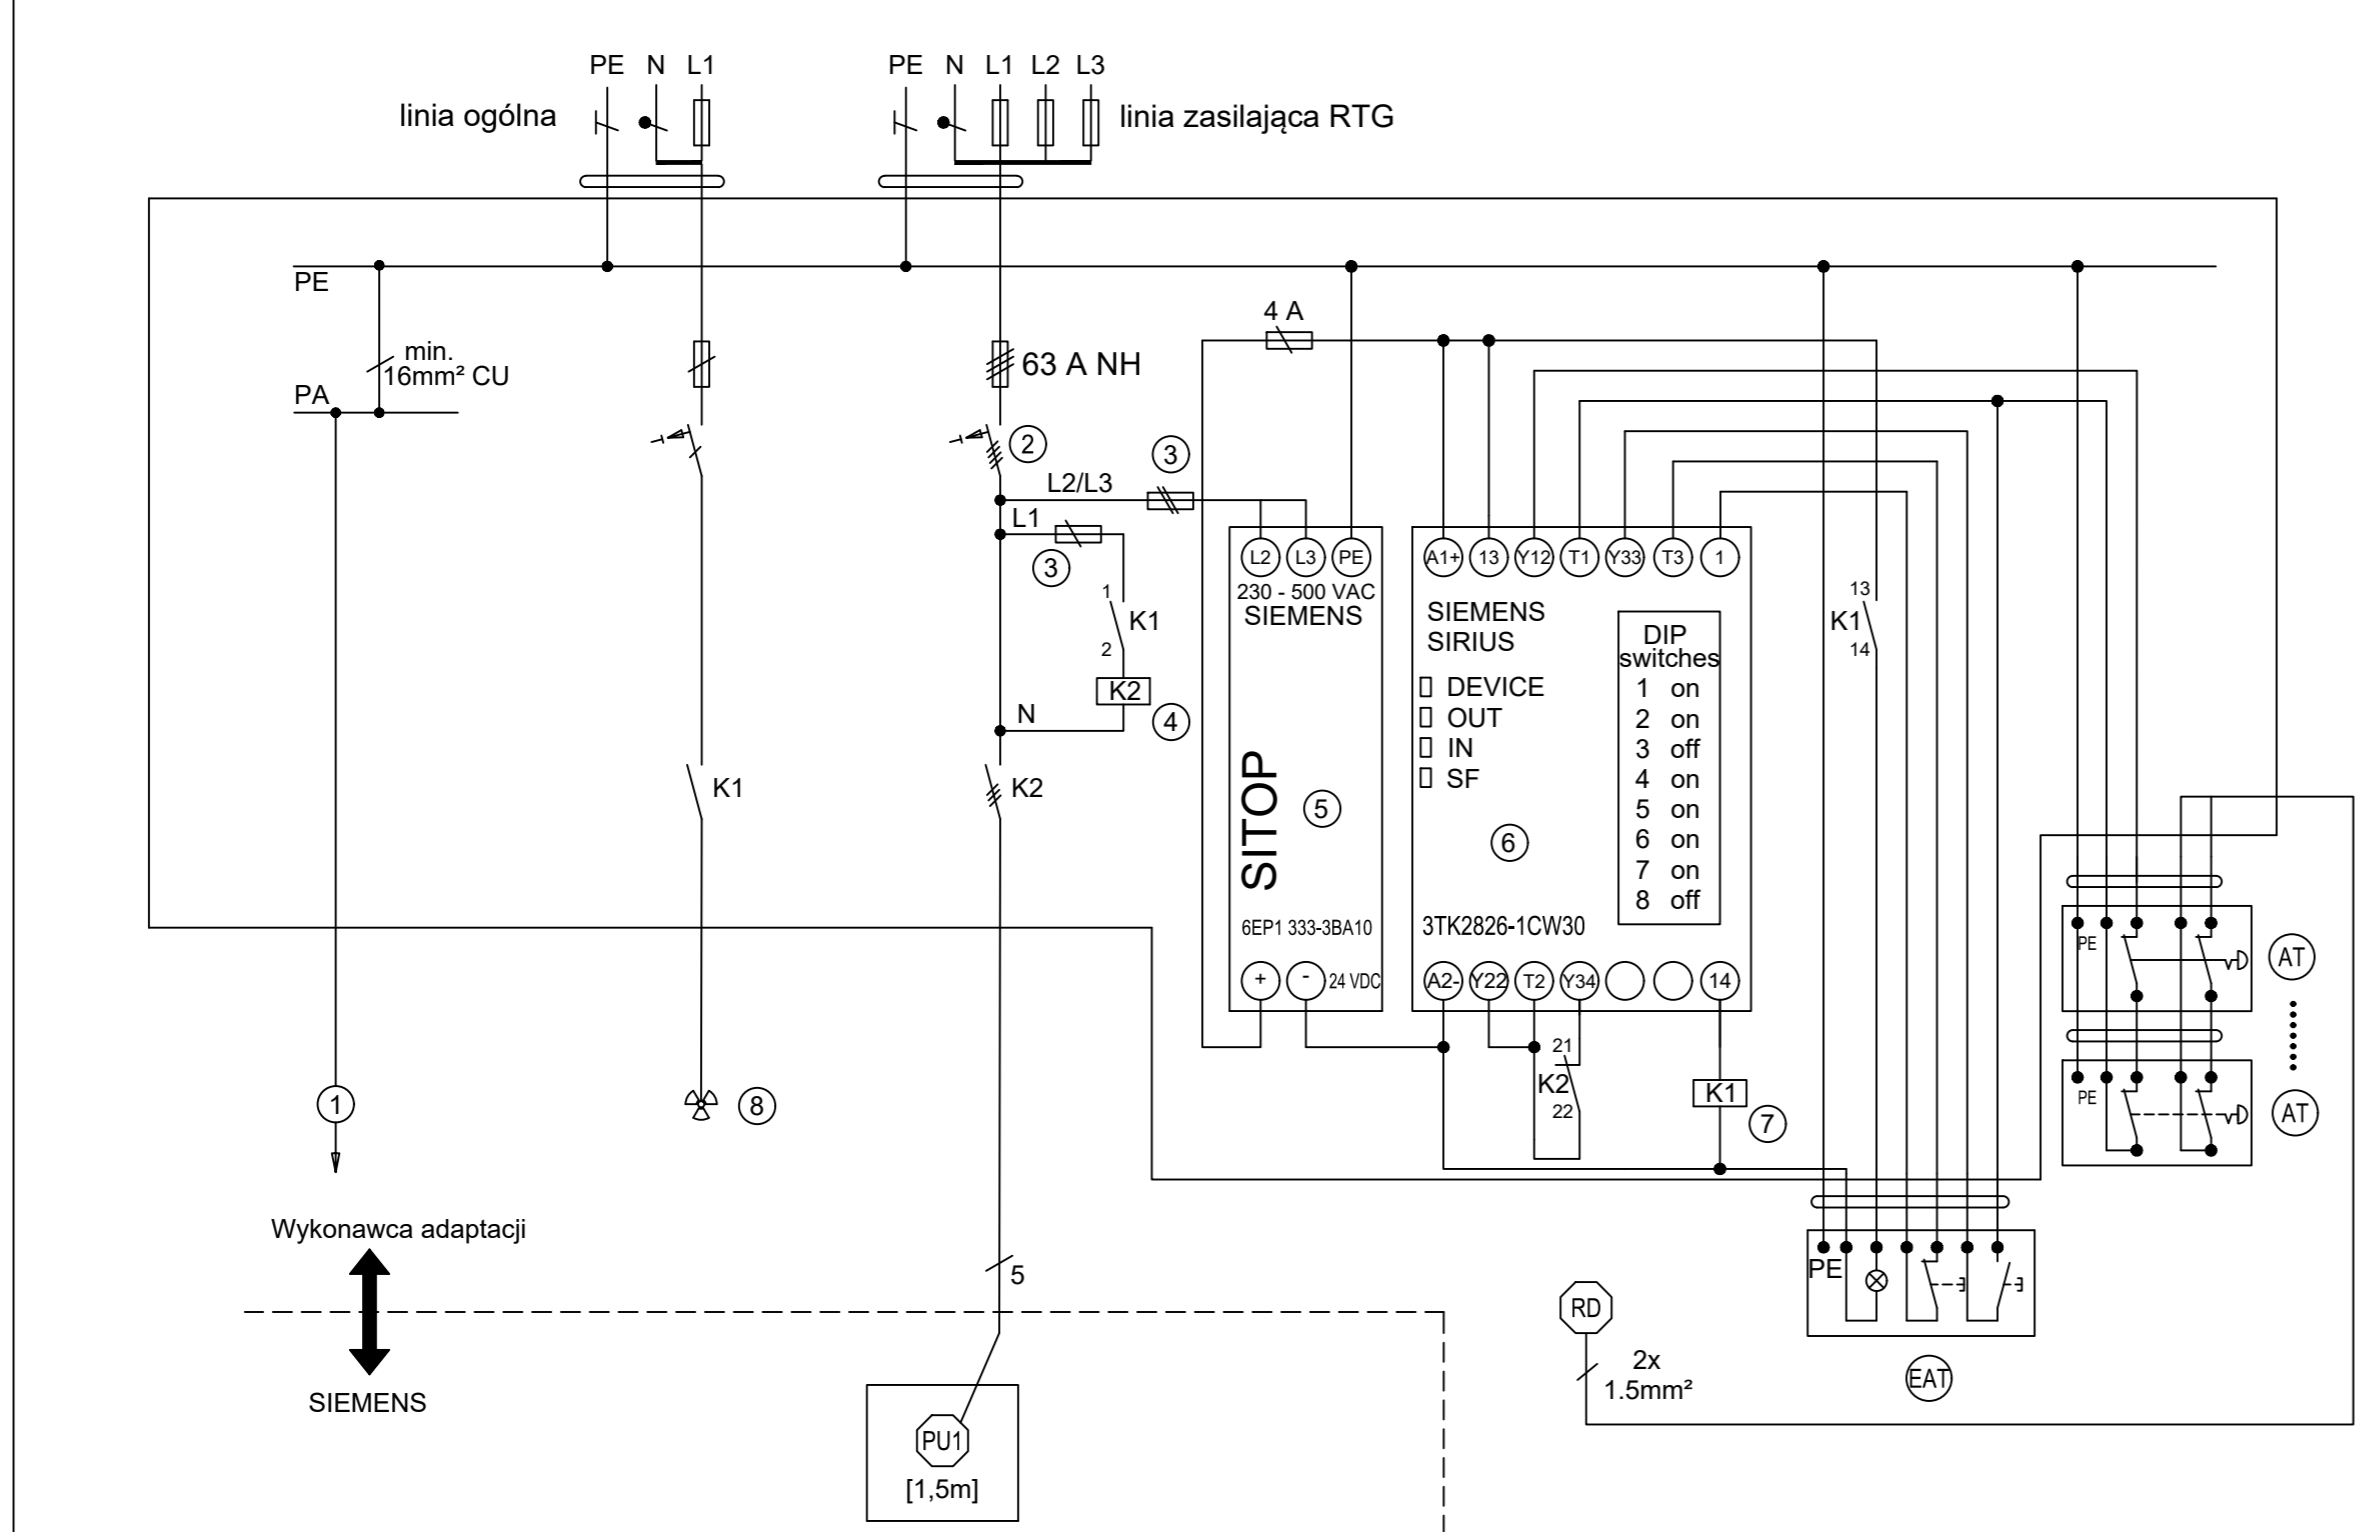 PE N L1
PE N L1 L2 L3
linia ogólna
linia zasilająca RTG
PE
4 A
min.
16mm² CU
63 A NH
PA
2
3
L2/L3
L1
3
L2 L3 PE
A1+ 13 Y12 T1 Y33 T3 1
230 - 500 VAC
SIEMENS
1
K1
2
SIEMENS
SIRIUS
DIP
switches
1 on
2 on
3 off
4 on
5 on
6 on
7 on
8 off
13
K1
14
DEVICE
OUT
IN
SF
K2
N
4
K1
K2
SITOP
5
6
6EP1 333-3BA10
3TK2826-1CW30
+ - 24 VDC
A2- Y22 T2 Y34 14
PE
AT
21
K2
22
K1
7
PE
AT
1
8
Wykonawca adaptacji
SIEMENS
5
PE
RD
2x
1.5mm²
EAT
PU1
[1,5m]